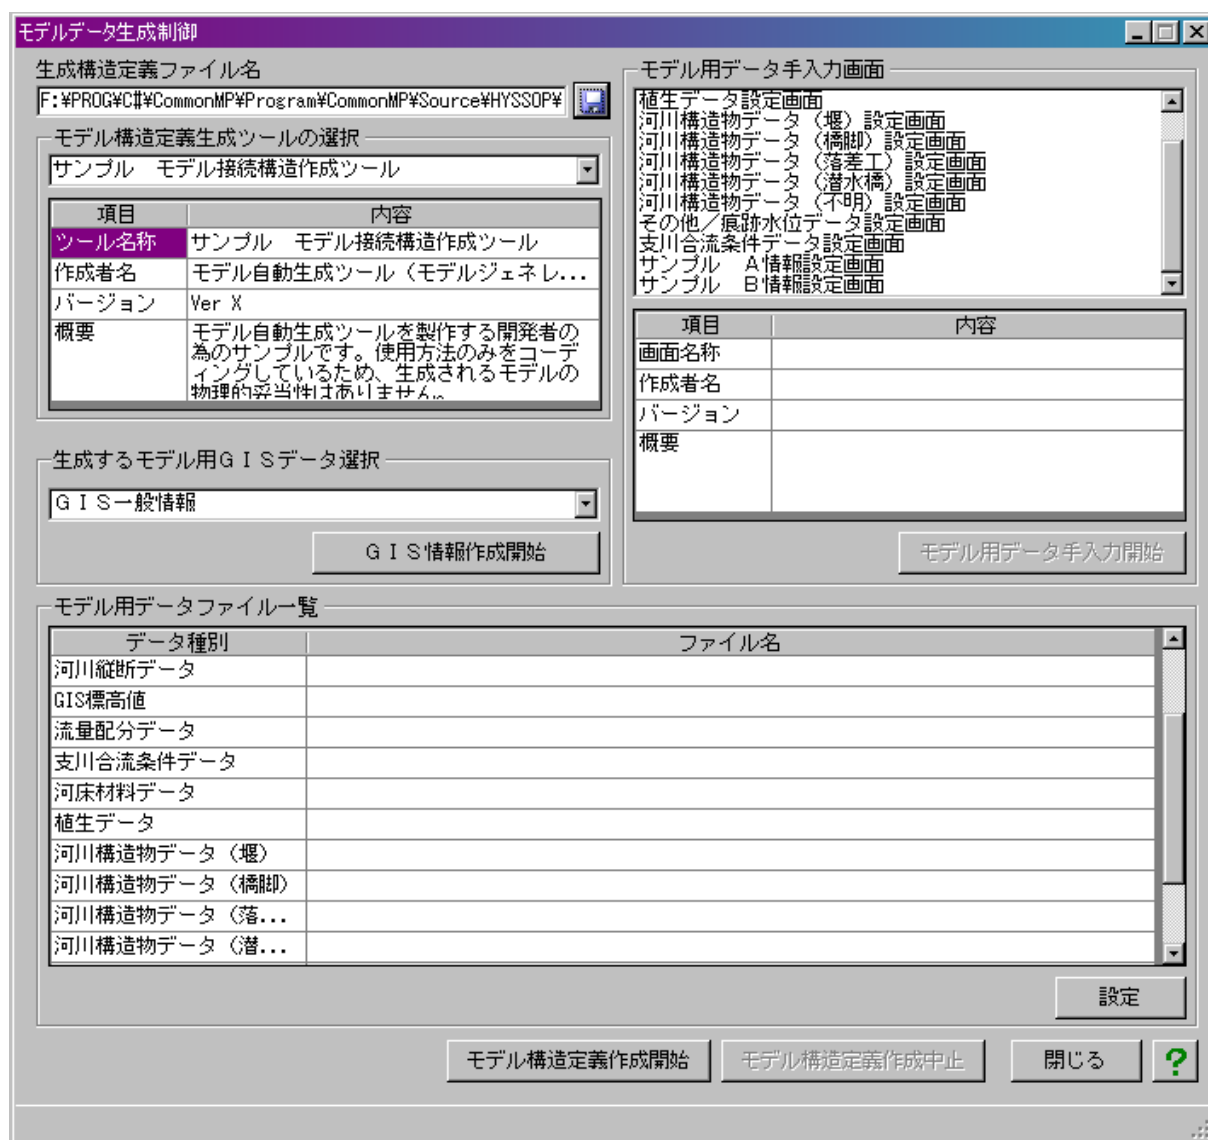 モデルデータ生成制御
生成構造定義ファイル名
F:¥PROG¥C#¥CommonMP¥Program¥CommonMP¥Source¥HYSSOP¥
モデル構造定義生成ツールの選択
サンプル　モデル接続構造作成ツール
項目 内容
ツール名称 サンプル　モデル接続構造作成ツール
作成者名 モデル自動生成ツール（モデルジェネレ...
バージョン Ver X
概要 モデル自動生成ツールを製作する開発者の
為のサンプルです。使用方法のみをコーデ
ィングしているため、生成されるモデルの
物理的妥当性はありません。
生成するモデル用ＧＩＳデータ選択
ＧＩＳ一般情報
ＧＩＳ情報作成開始
モデル用データ手入力画面
植生データ設定画面
河川構造物データ（堰）設定画面
河川構造物データ（橋脚）設定画面
河川構造物データ（落差工）設定画面
河川構造物データ（潜水橋）設定画面
河川構造物データ（不明）設定画面
その他／痕跡水位データ設定画面
支川合流条件データ設定画面
サンプル　Ａ情報設定画面
サンプル　Ｂ情報設定画面
項目 内容
画面名称
作成者名
バージョン
概要
モデル用データ手入力開始
モデル用データファイル一覧
データ種別 ファイル名
河川縦断データ
GIS標高値
流量配分データ
支川合流条件データ
河床材料データ
植生データ
河川構造物データ（堰）
河川構造物データ（橋脚）
河川構造物データ（落...
河川構造物データ（潜...
設定
モデル構造定義作成開始 モデル構造定義作成中止 閉じる ?